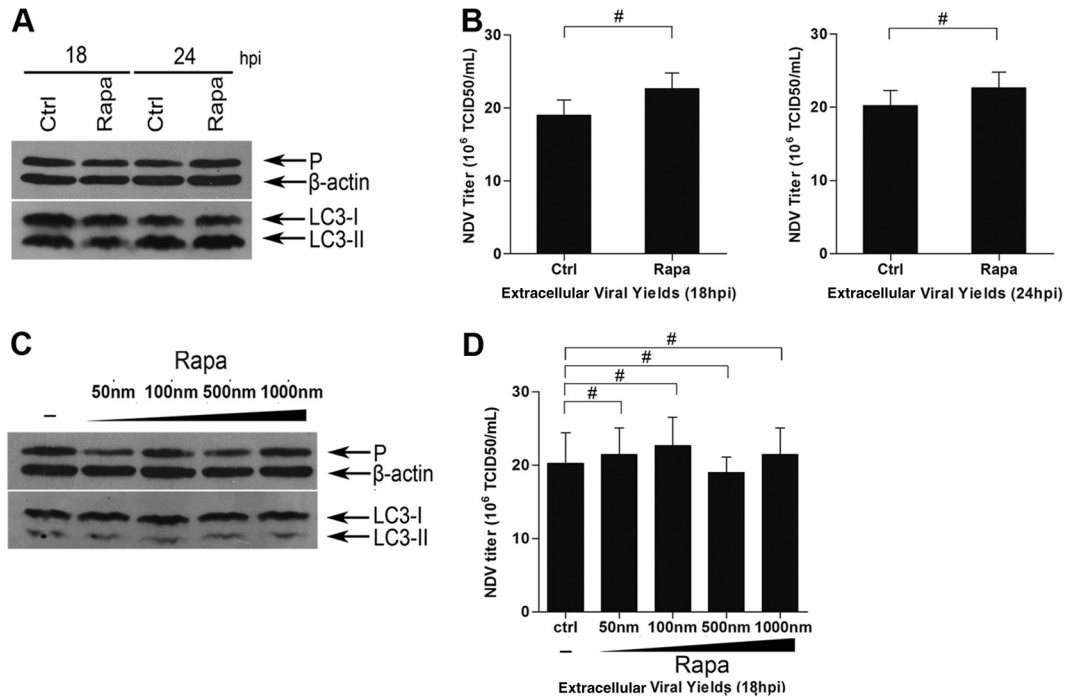 A
18 24 hpi
Ctrl Rapa Ctrl Rapa
P
β-actin
LC3-I
LC3-II
B
#
NDV Titer (10⁶ TCID50/mL)
30
20
10
0
Ctrl Rapa
Extracellular Viral Yields (18hpi)
#
NDV Titer (10⁶ TCID50/mL)
30
20
10
0
Ctrl Rapa
Extracellular Viral Yields (24hpi)
C
Rapa
50nm 100nm 500nm 1000nm
–
P
β-actin
LC3-I
LC3-II
D
#
#
#
#
NDV titer (10⁶ TCID50/mL)
30
20
10
0
ctrl 50nm 100nm 500nm 1000nm
–
Rapa
Extracellular Viral Yields (18hpi)